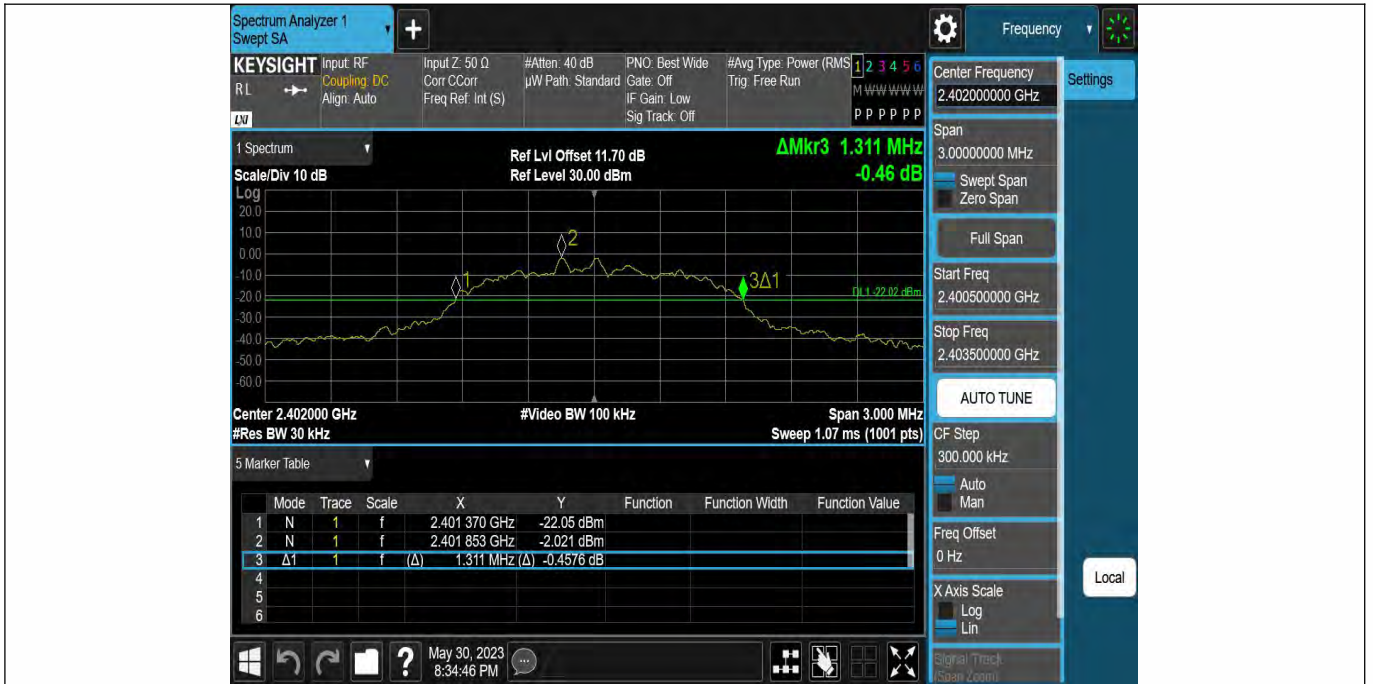 Spectrum Analyzer 1
Swept SA
+
Frequency
KEYSIGHT
Input: RF
Coupling: DC
Align: Auto
R L
LXI
Input Z: 50 Ω
Corr CCorr
Freq Ref: Int (S)
#Atten: 40 dB
µW Path: Standard
PNO: Best Wide
Gate: Off
IF Gain: Low
Sig Track: Off
#Avg Type: Power (RMS
Trig: Free Run
1 2 3 4 5 6
M W W W W W
P P P P P P
1 Spectrum
Scale/Div 10 dB
Ref Lvl Offset 11.70 dB
Ref Level 30.00 dBm
ΔMkr3 1.311 MHz
-0.46 dB
Log
20.0
10.0
0.00
-10.0
-20.0
-30.0
-40.0
-50.0
-60.0
1
2
3Δ1
DL1 -22.02 dBm
Center 2.402000 GHz
#Video BW 100 kHz
Span 3.000 MHz
#Res BW 30 kHz
Sweep 1.07 ms (1001 pts)
5 Marker Table
Mode Trace Scale X Y Function Function Width Function Value
1 N 1 f 2.401 370 GHz -22.05 dBm
2 N 1 f 2.401 853 GHz -2.021 dBm
3 Δ1 1 f (Δ) 1.311 MHz (Δ) -0.4576 dB
4
5
6
May 30, 2023
8:34:46 PM
?
Center Frequency
2.402000000 GHz
Settings
Span
3.00000000 MHz
Swept Span
Zero Span
Full Span
Start Freq
2.400500000 GHz
Stop Freq
2.403500000 GHz
AUTO TUNE
CF Step
300.000 kHz
Auto
Man
Freq Offset
0 Hz
X Axis Scale
Log
Lin
Signal Track
(Span Zoom)
Local